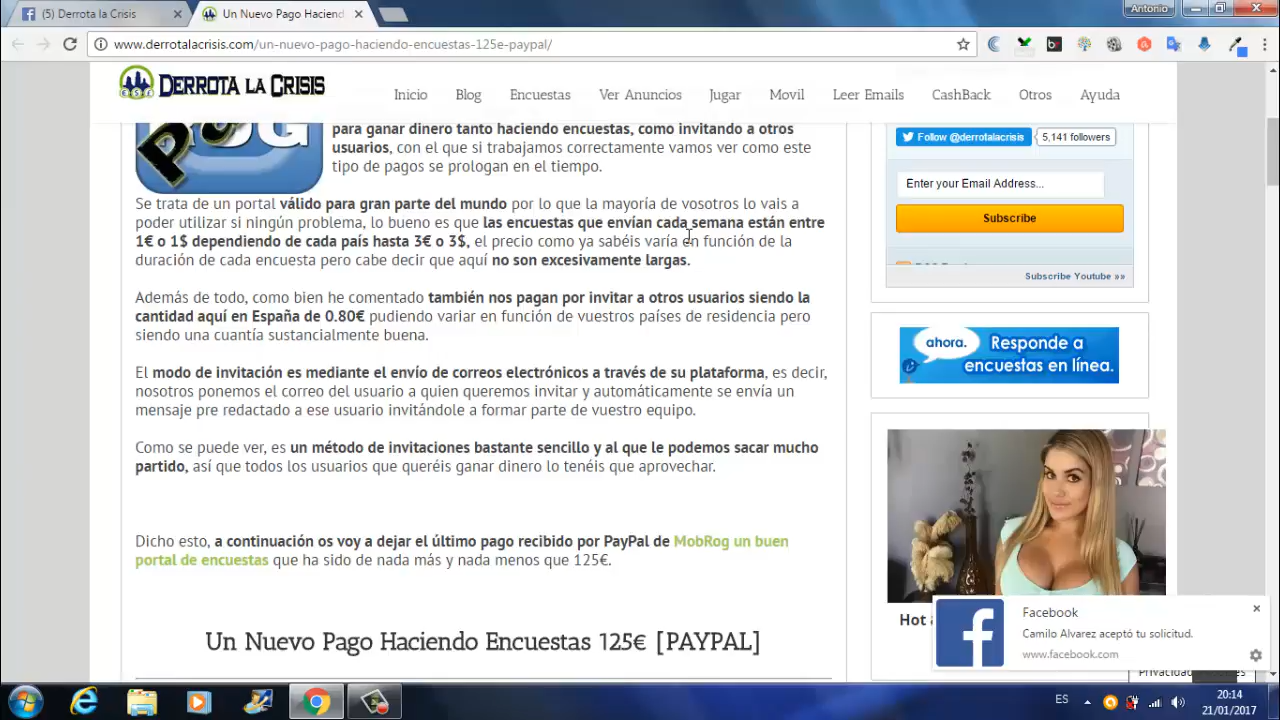 (5) Derrota la Crisis
Un Nuevo Pago Haciend
Antonio
www.derrotalacrisis.com/un-nuevo-pago-haciendo-encuestas-125e-paypal/
DERROTA LA CRISIS
Inicio Blog Encuestas Ver Anuncios Jugar Movil Leer Emails CashBack Otros Ayuda
para ganar dinero tanto haciendo encuestas, como invitando a otros
usuarios, con el que si trabajamos correctamente vamos ver como este
tipo de pagos se prologan en el tiempo.
Se trata de un portal válido para gran parte del mundo por lo que la mayoría de vosotros lo vais a
poder utilizar si ningún problema, lo bueno es que las encuestas que envían cada semana están entre
1€ o 1$ dependiendo de cada país hasta 3€ o 3$, el precio como ya sabéis varía en función de la
duración de cada encuesta pero cabe decir que aquí no son excesivamente largas.
Además de todo, como bien he comentado también nos pagan por invitar a otros usuarios siendo la
cantidad aquí en España de 0.80€ pudiendo variar en función de vuestros países de residencia pero
siendo una cuantía sustancialmente buena.
El modo de invitación es mediante el envío de correos electrónicos a través de su plataforma, es decir,
nosotros ponemos el correo del usuario a quien queremos invitar y automáticamente se envía un
mensaje pre redactado a ese usuario invitándole a formar parte de vuestro equipo.
Como se puede ver, es un método de invitaciones bastante sencillo y al que le podemos sacar mucho
partido, así que todos los usuarios que queréis ganar dinero lo tenéis que aprovechar.
Dicho esto, a continuación os voy a dejar el último pago recibido por PayPal de MobRog un buen
portal de encuestas que ha sido de nada más y nada menos que 125€.
Un Nuevo Pago Haciendo Encuestas 125€ [PAYPAL]
Follow @derrotalacrisis 5,141 followers
Enter your Email Address...
Subscribe
Subscribe Youtube »»
ahora. Responde a
encuestas en línea.
Hot
Facebook
Camilo Alvarez aceptó tu solicitud.
www.facebook.com
ES
20:14
21/01/2017